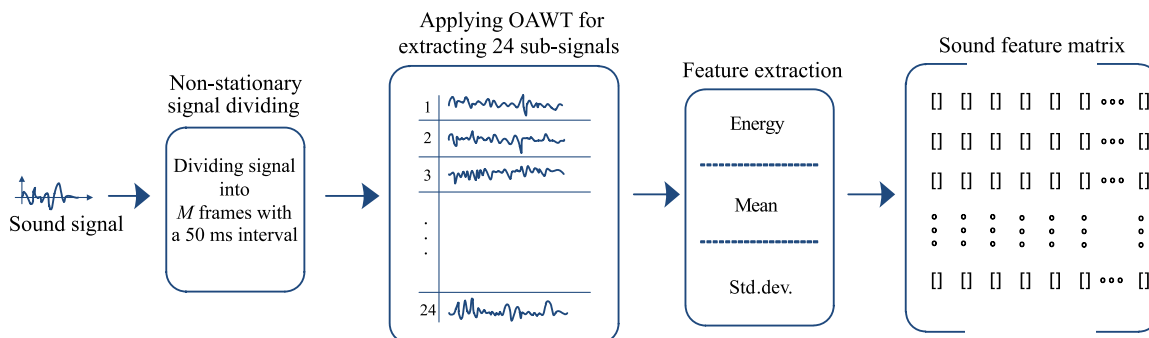 Sound signal
Non-stationary
signal dividing
Dividing signal
into
M frames with
a 50 ms interval
Applying OAWT for
extracting 24 sub-signals
1
2
3
24
Feature extraction
Energy
Mean
Std.dev.
Sound feature matrix
[] [] [] [] [] [] ... []
[] [] [] [] [] [] ... []
[] [] [] [] [] [] ... []
[] [] [] [] [] [] ... []